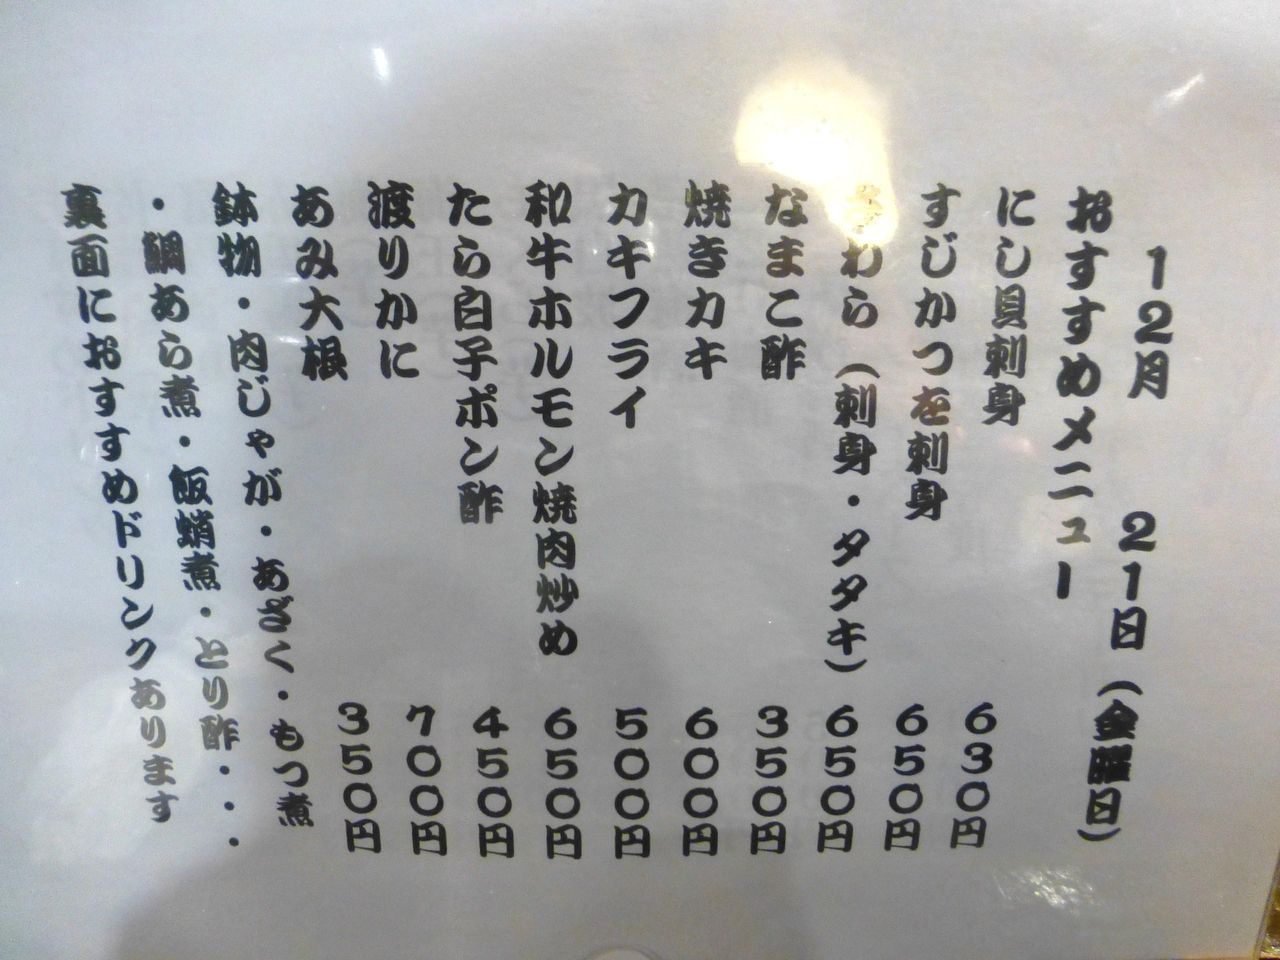 12月 21日(金曜日)
おすすめメニュー
にし貝刺身 630円
すじかつを刺身 650円
さわら(刺身・タタキ) 650円
なまこ酢 350円
焼きカキ 600円
カキフライ 500円
和牛ホルモン焼肉炒め 650円
たら白子ポン酢 450円
渡りかに 700円
あみ大根 350円
鉢物・肉じゃが・あざく・もつ煮
・鯛あら煮・飯蛸煮・とり酢・・・
裏面におすすめドリンクあります